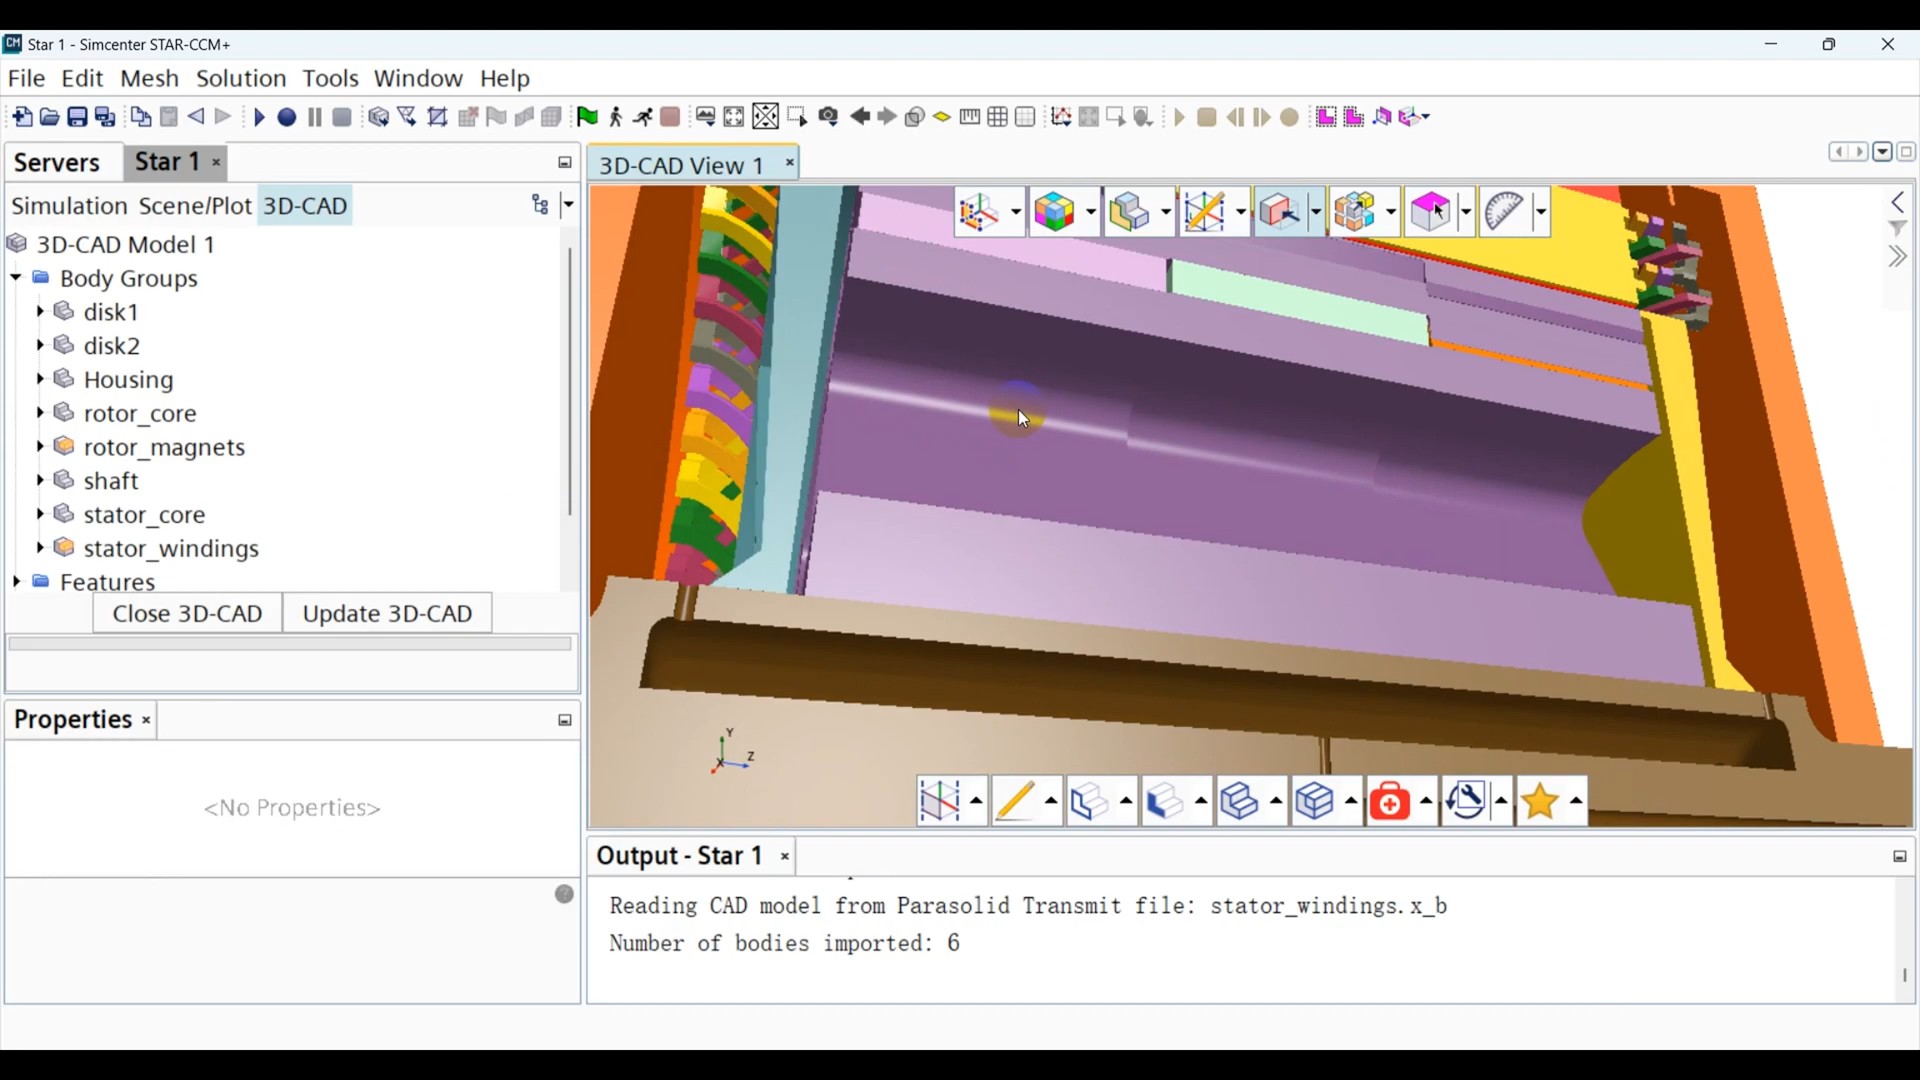 Star 1 - Simcenter STAR-CCM+
File Edit Mesh Solution Tools Window Help
Servers Star 1 ×
Simulation Scene/Plot 3D-CAD
3D-CAD Model 1
Body Groups
disk1
disk2
Housing
rotor_core
rotor_magnets
shaft
stator_core
stator_windings
Features
Close 3D-CAD Update 3D-CAD
Properties ×
<No Properties>
3D-CAD View 1 ×
Y
Z
X
Output - Star 1 ×
Reading CAD model from Parasolid Transmit file: stator_windings.x_b
Number of bodies imported: 6